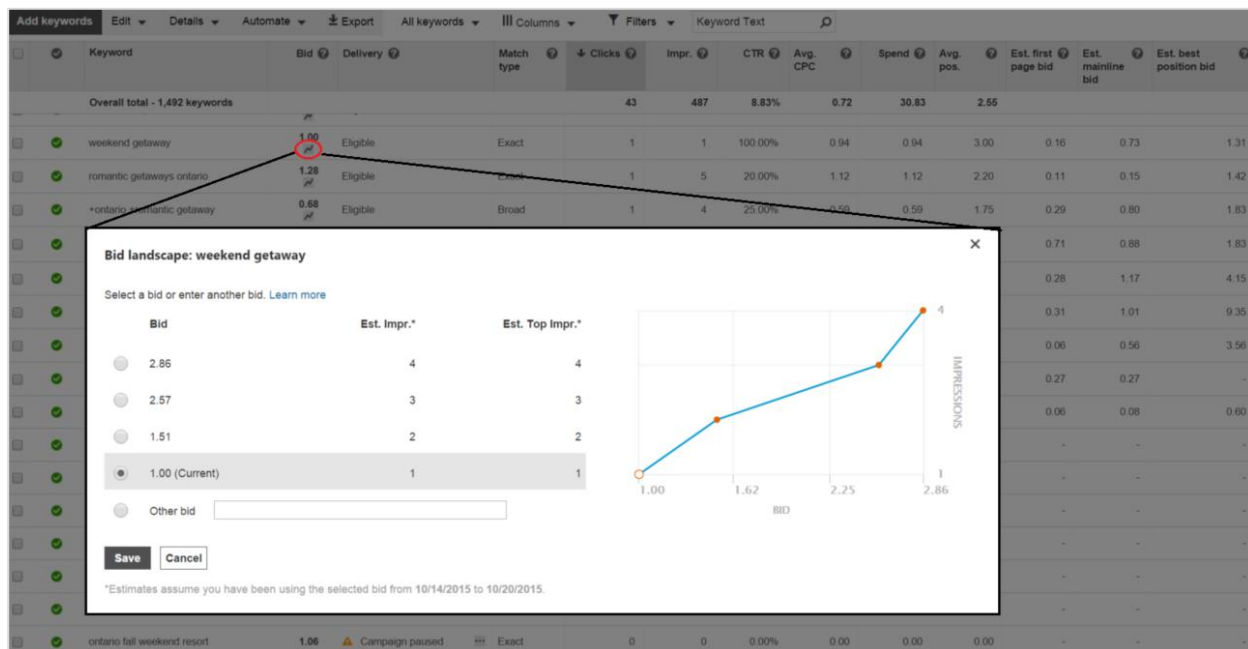 Add keywords Edit Details Automate Export All keywords Columns Filters Keyword Text
Keyword Bid Delivery Match type Clicks Impr. CTR Avg. CPC Spend Avg. pos. Est. first page bid Est. mainline bid Est. best position bid
Overall total - 1,492 keywords 43 487 8.83% 0.72 30.83 2.55
weekend getaway 1.00 Eligible Exact 1 1 100.00% 0.94 0.94 3.00 0.16 0.73 1.31
romantic getaways ontario 1.28 Eligible Exact 1 5 20.00% 1.12 1.12 2.20 0.11 0.15 1.42
+ontario +romantic getaway 0.68 Eligible Broad 1 4 25.00% 0.59 0.59 1.75 0.29 0.80 1.83
0.71 0.88 1.83
0.28 1.17 4.15
0.31 1.01 9.35
0.06 0.56 3.56
0.27 0.27 -
0.06 0.08 0.60
Bid landscape: weekend getaway
Select a bid or enter another bid. Learn more
Bid Est. Impr.* Est. Top Impr.*
2.86 4 4
2.57 3 3
1.51 2 2
1.00 (Current) 1 1
Other bid
Save Cancel
*Estimates assume you have been using the selected bid from 10/14/2015 to 10/20/2015.
4
IMPRESSIONS
1
1.00 1.62 2.25 2.86
BID
ontario fall weekend resort 1.06 Campaign paused Exact 0 0 0.00% 0.00 0.00 0.00 - - -